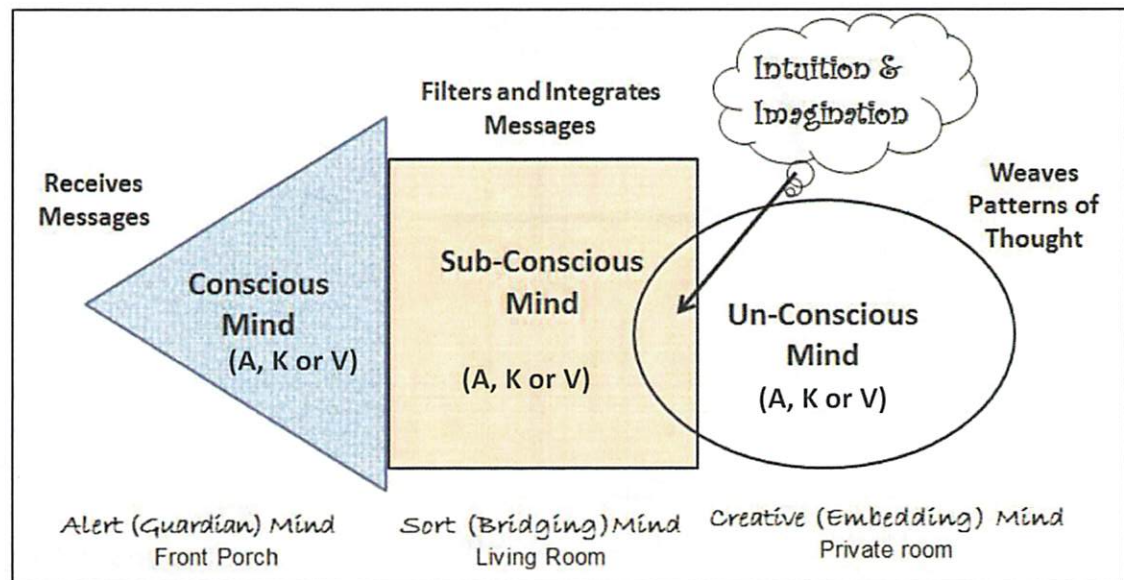 Receives
Messages
Filters and Integrates
Messages
Intuition &
Imagination
Weaves
Patterns of
Thought
Conscious
Mind
(A, K or V)
Sub-Conscious
Mind
(A, K or V)
Un-Conscious
Mind
(A, K or V)
Alert (Guardian) Mind
Front Porch
Sort (Bridging) Mind
Living Room
Creative (Embedding) Mind
Private room